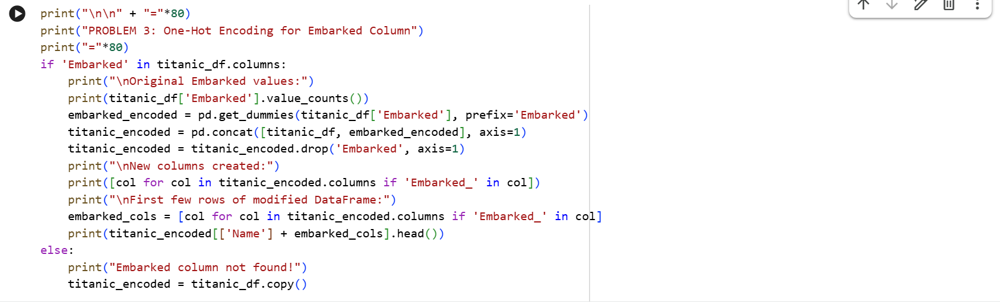 print("\n\n" + "="*80)
print("PROBLEM 3: One-Hot Encoding for Embarked Column")
print("="*80)
if 'Embarked' in titanic_df.columns:
    print("\nOriginal Embarked values:")
    print(titanic_df['Embarked'].value_counts())
    embarked_encoded = pd.get_dummies(titanic_df['Embarked'], prefix='Embarked')
    titanic_encoded = pd.concat([titanic_df, embarked_encoded], axis=1)
    titanic_encoded = titanic_encoded.drop('Embarked', axis=1)
    print("\nNew columns created:")
    print([col for col in titanic_encoded.columns if 'Embarked_' in col])
    print("\nFirst few rows of modified DataFrame:")
    embarked_cols = [col for col in titanic_encoded.columns if 'Embarked_' in col]
    print(titanic_encoded[['Name'] + embarked_cols].head())
else:
    print("Embarked column not found!")
    titanic_encoded = titanic_df.copy()